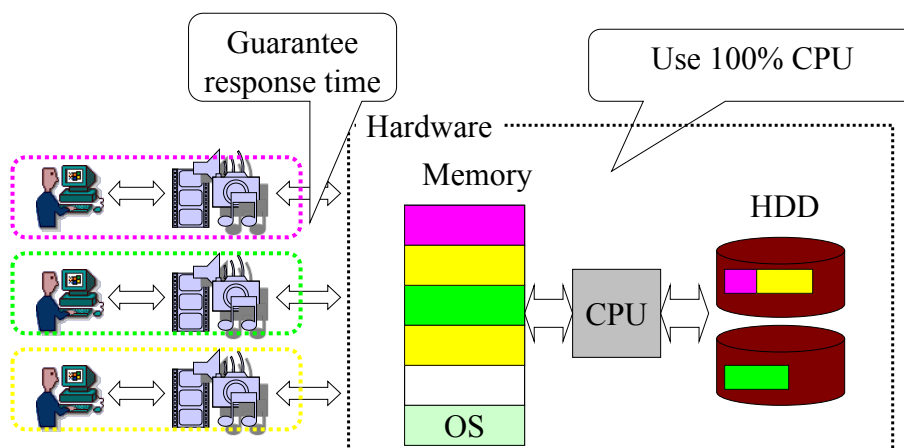 Guarantee
response time
Use 100% CPU
Hardware
Memory
HDD
CPU
OS